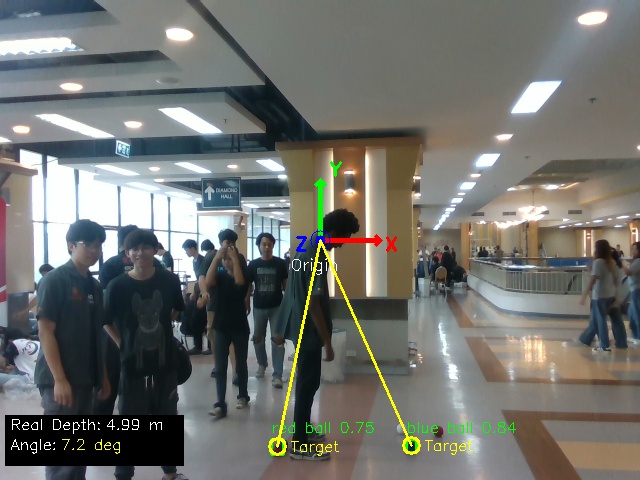 DIAMOND
HALL
Y
Z
X
Origin
red ball 0.75
blue ball 0.84
Target
Target
Real Depth: 4.99 m
Angle: 7.2 deg